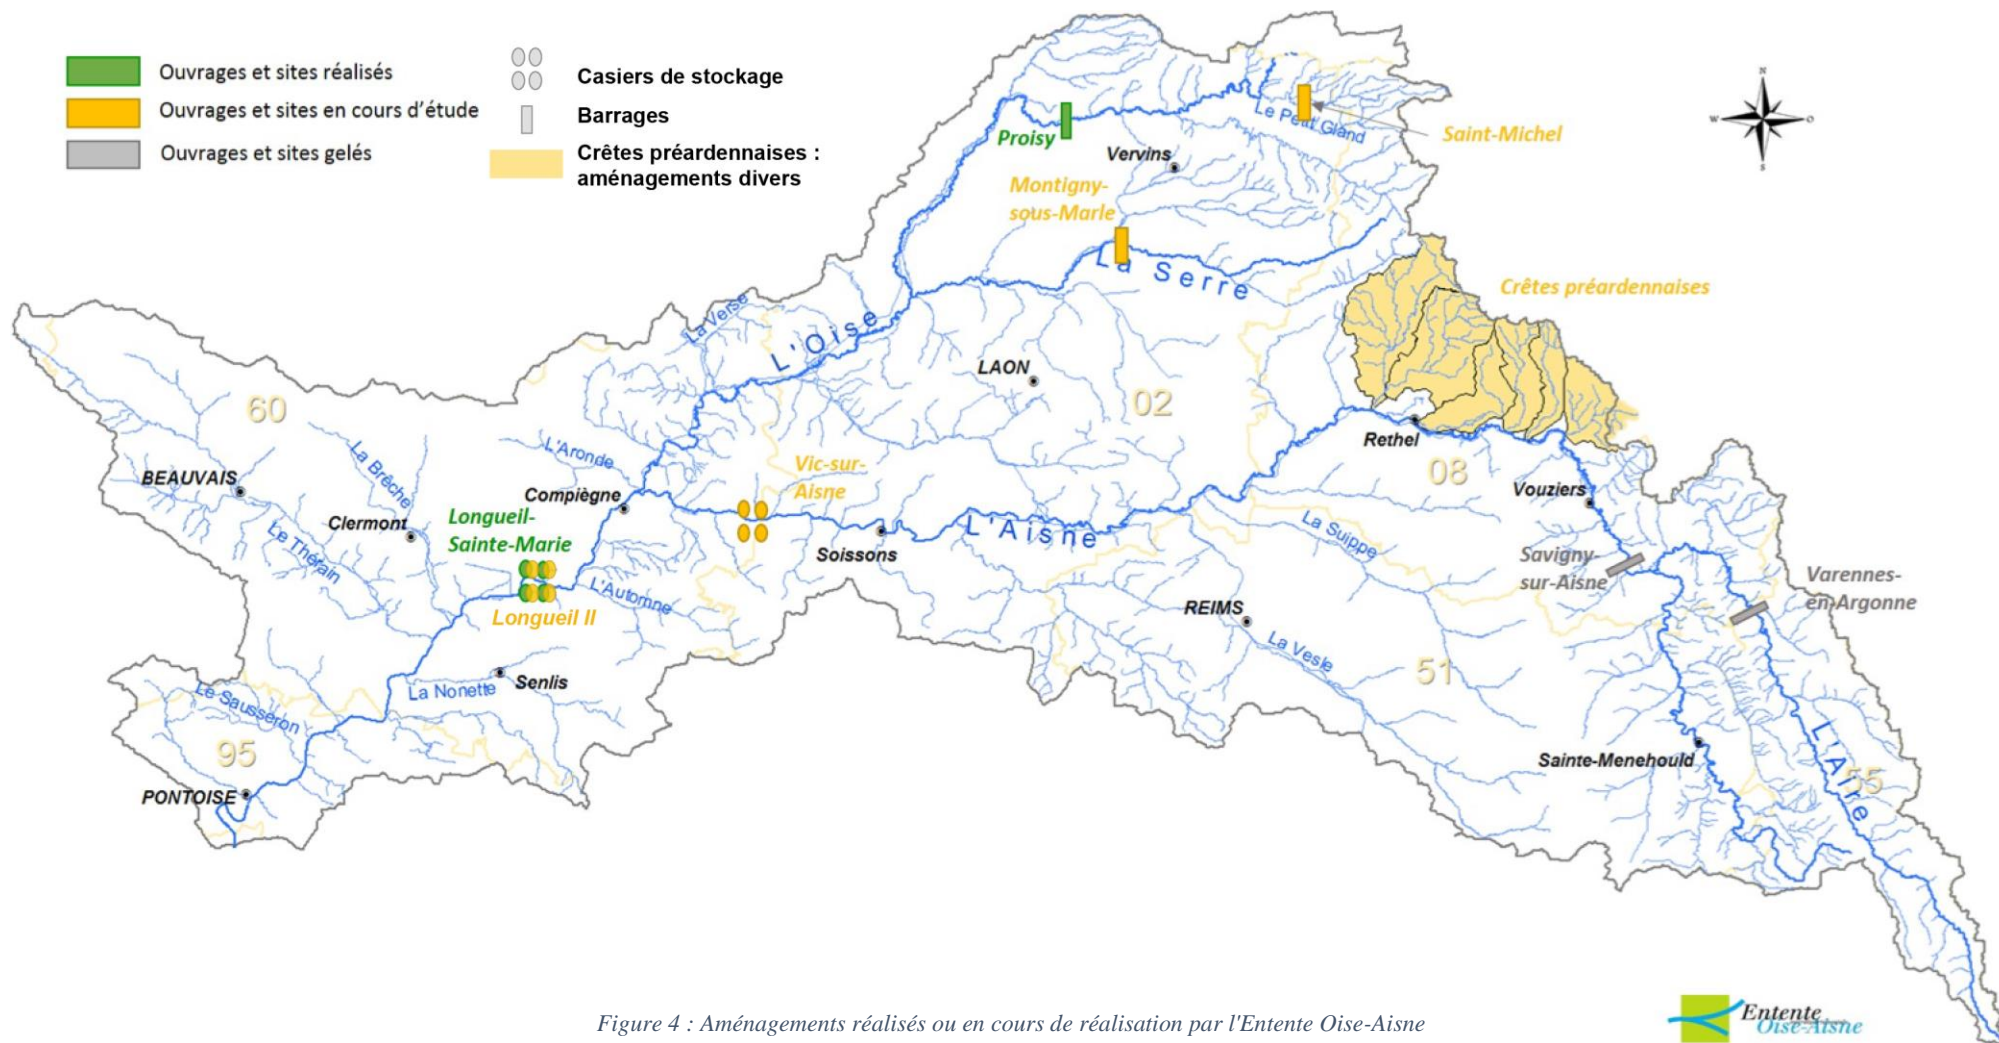 Ouvrages et sites réalisés
Ouvrages et sites en cours d'étude
Ouvrages et sites gelés
Casiers de stockage
Barrages
Crêtes préardennaises :
aménagements divers
N
W
O
S
Proisy
Le Petit Gland
Saint-Michel
Vervins
Montigny-
sous-Marle
La Serre
Crêtes préardennaises
La Verse
L'Oise
LAON
02
60
Rethel
08
L'Aronde
La Brêche
BEAUVAIS
Compiègne
Vic-sur-
Aisne
Vouziers
Clermont
Longueil-
Sainte-Marie
Le Thérain
Soissons
L'Aisne
La Suippe
Savigny-
sur-Aisne
Varennes-
en-Argonne
L'Automne
Longueil II
REIMS
La Vesle
51
La Nonette
Senlis
Le Sausseron
95
PONTOISE
Sainte-Menehould
L'Aire
55
Figure 4 : Aménagements réalisés ou en cours de réalisation par l'Entente Oise-Aisne
Entente
Oise-Aisne